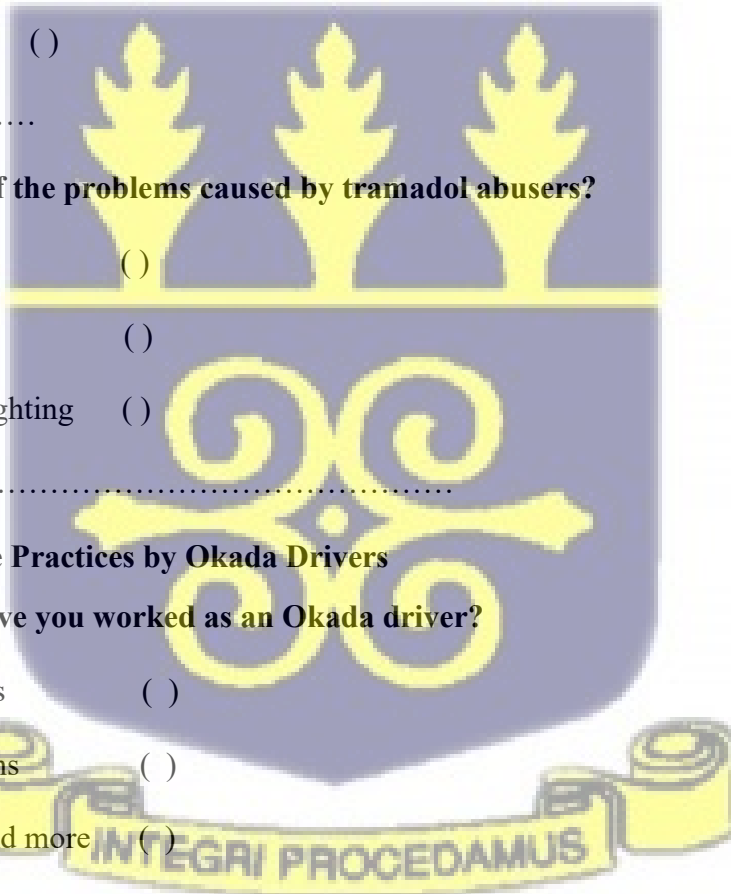 ( )
….
the problems caused by tramadol abusers?
( )
( )
ghting ( )
……………………………………………
Practices by Okada Drivers
ve you worked as an Okada driver?
s ( )
ns ( )
d more ( )
INTEGRI PROCEDAMUS